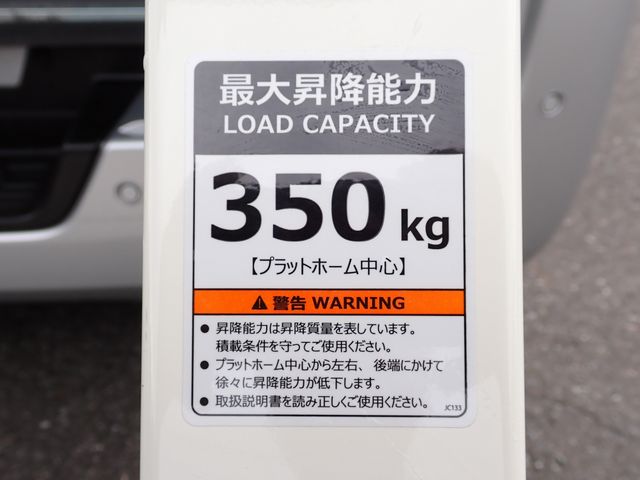 最大昇降能力
LOAD CAPACITY
350 kg
【プラットホーム中心】
⚠ 警告 WARNING
● 昇降能力は昇降質量を表しています。
積載条件を守ってご使用ください。
● プラットホーム中心から左右、後端にかけて
徐々に昇降能力が低下します。
● 取扱説明書を読み正しくご使用ください。
JC133